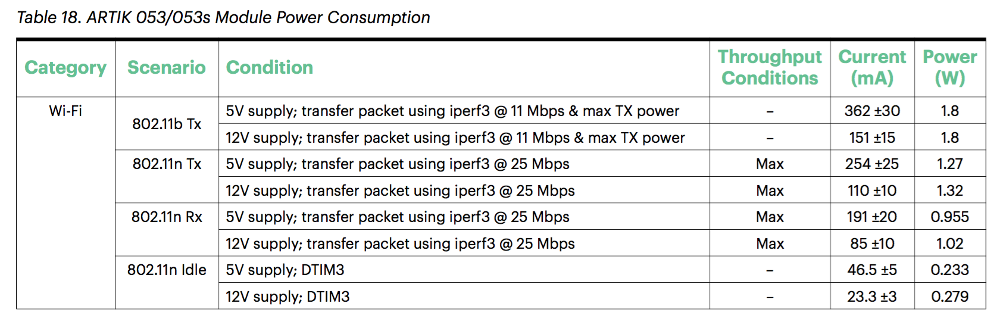 Table 18. ARTIK 053/053s Module Power Consumption
Category Scenario Condition Throughput Conditions Current (mA) Power (W)
Wi-Fi 802.11b Tx 5V supply; transfer packet using iperf3 @ 11 Mbps & max TX power – 362 ±30 1.8
12V supply; transfer packet using iperf3 @ 11 Mbps & max TX power – 151 ±15 1.8
802.11n Tx 5V supply; transfer packet using iperf3 @ 25 Mbps Max 254 ±25 1.27
12V supply; transfer packet using iperf3 @ 25 Mbps Max 110 ±10 1.32
802.11n Rx 5V supply; transfer packet using iperf3 @ 25 Mbps Max 191 ±20 0.955
12V supply; transfer packet using iperf3 @ 25 Mbps Max 85 ±10 1.02
802.11n Idle 5V supply; DTIM3 – 46.5 ±5 0.233
12V supply; DTIM3 – 23.3 ±3 0.279